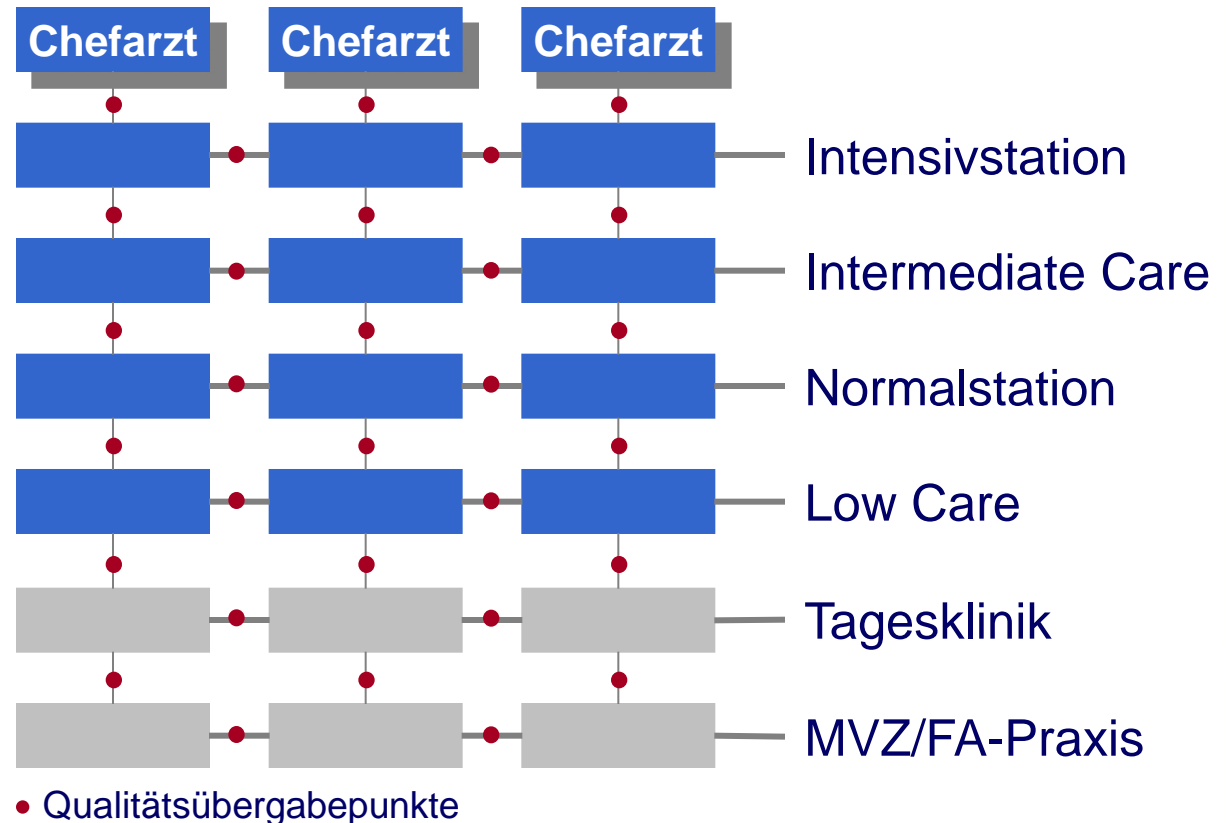 Chefarzt Chefarzt Chefarzt
Intensivstation
Intermediate Care
Normalstation
Low Care
Tagesklinik
MVZ/FA-Praxis
• Qualitätsübergabepunkte